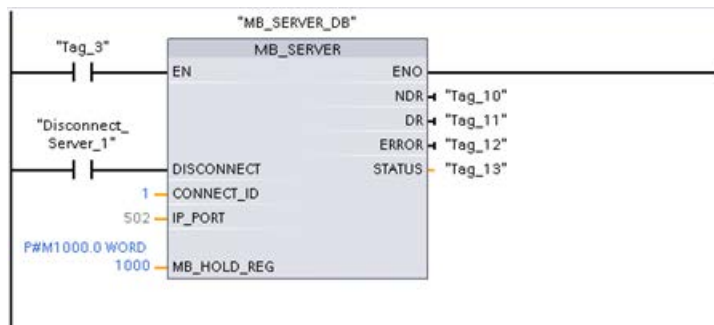 "MB_SERVER_DB"
"Tag_3"
MB_SERVER
EN
ENO
NDR
"Tag_10"
DR
"Tag_11"
"Disconnect_
Server_1"
ERROR
"Tag_12"
DISCONNECT
STATUS
"Tag_13"
1
CONNECT_ID
502
IP_PORT
P#M1000.0 WORD
1000
MB_HOLD_REG